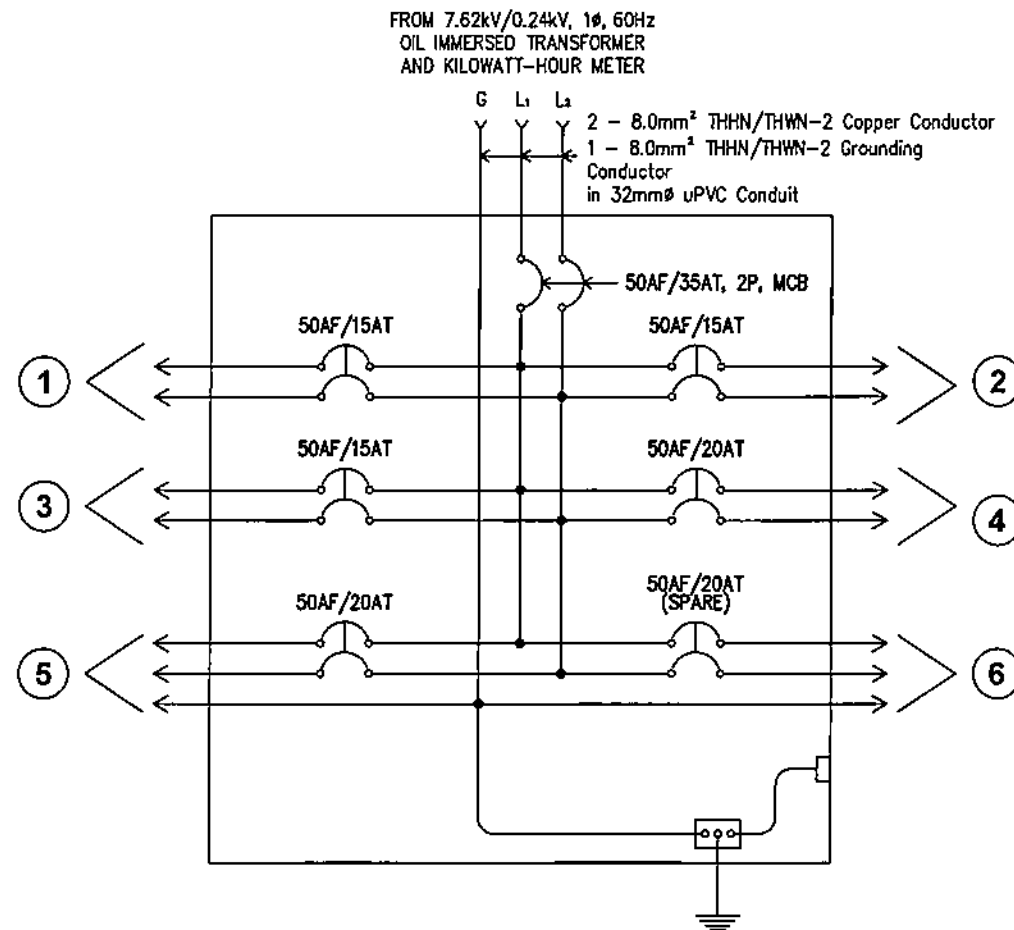 FROM 7.62kV/0.24kV, 1ø, 60Hz
OIL IMMERSED TRANSFORMER
AND KILOWATT-HOUR METER
G L₁ L₂
2 - 8.0mm² THHN/THWN-2 Copper Conductor
1 - 8.0mm² THHN/THWN-2 Grounding
Conductor
in 32mmø uPVC Conduit
50AF/35AT, 2P, MCB
50AF/15AT
50AF/15AT
1
2
50AF/15AT
50AF/20AT
3
4
50AF/20AT
50AF/20AT
(SPARE)
5
6